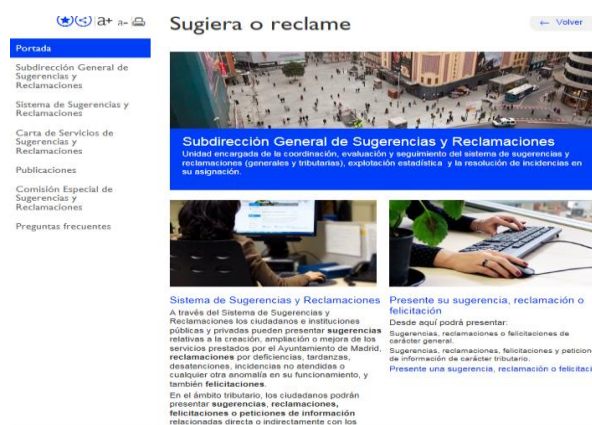 a+ a-
Sugiera o reclame
← Volver
Portada
Subdirección General de
Sugerencias y
Reclamaciones
Sistema de Sugerencias y
Reclamaciones
Carta de Servicios de
Sugerencias y
Reclamaciones
Publicaciones
Comisión Especial de
Sugerencias y
Reclamaciones
Preguntas frecuentes
Subdirección General de Sugerencias y Reclamaciones
Unidad encargada de la coordinación, evaluación y seguimiento del sistema de sugerencias y
reclamaciones (generales y tributarias), explotación estadística y la resolución de incidencias en
su asignación.
Sistema de Sugerencias y Reclamaciones
A través del Sistema de Sugerencias y
Reclamaciones los ciudadanos e instituciones
públicas y privadas pueden presentar sugerencias
relativas a la creación, ampliación o mejora de los
servicios prestados por el Ayuntamiento de Madrid,
reclamaciones por deficiencias, tardanzas,
desatenciones, incidencias no atendidas o
cualquier otra anomalía en su funcionamiento, y
también felicitaciones.
En el ámbito tributario, los ciudadanos podrán
presentar sugerencias, reclamaciones,
felicitaciones o peticiones de información
relacionadas directa o indirectamente con los
Presente su sugerencia, reclamación o
felicitación
Desde aquí podrá presentar:
Sugerencias, reclamaciones o felicitaciones de
carácter general.
Sugerencias, reclamaciones, felicitaciones y peticion
de información de carácter tributario.
Presente una sugerencia, reclamación o felicitaci